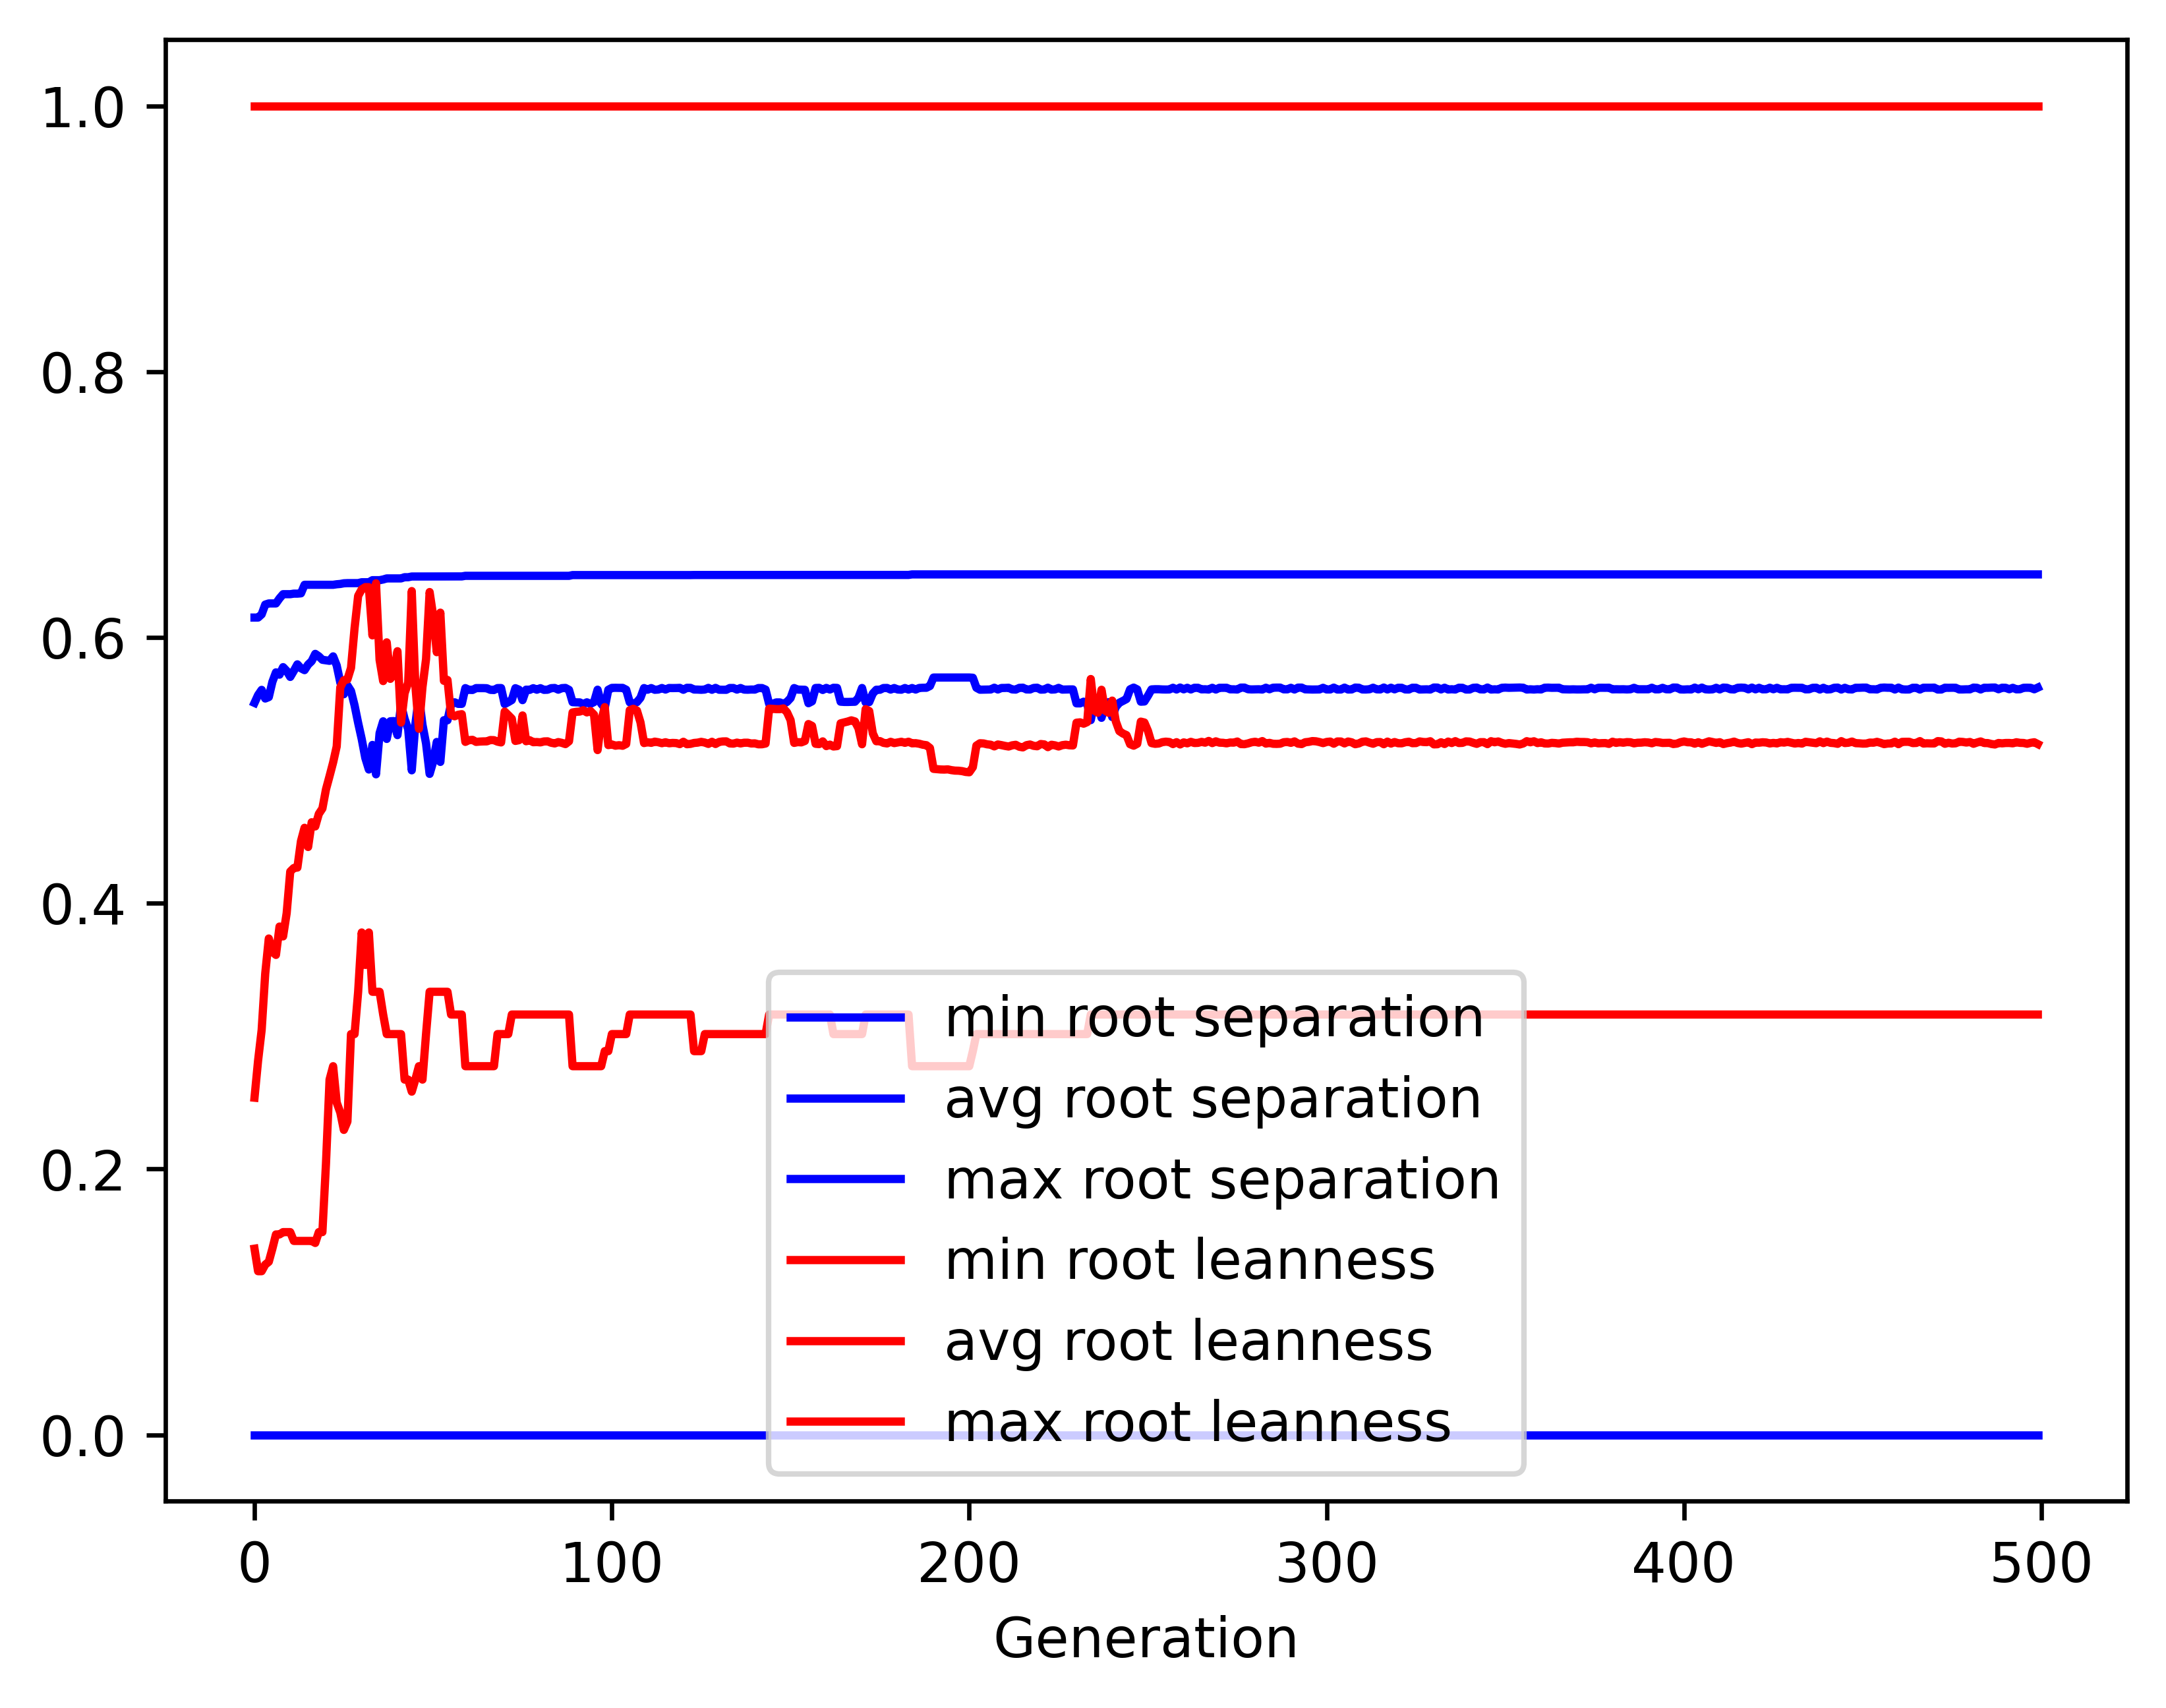 1.0
0.8
0.6
0.4
0.2
0.0
min root separation
avg root separation
max root separation
min root leanness
avg root leanness
max root leanness
0 100 200 300 400 500
Generation